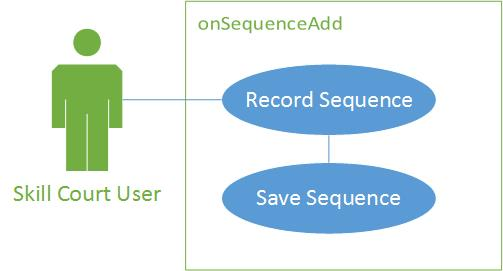 onSequenceAdd
Record Sequence
Save Sequence
Skill Court User